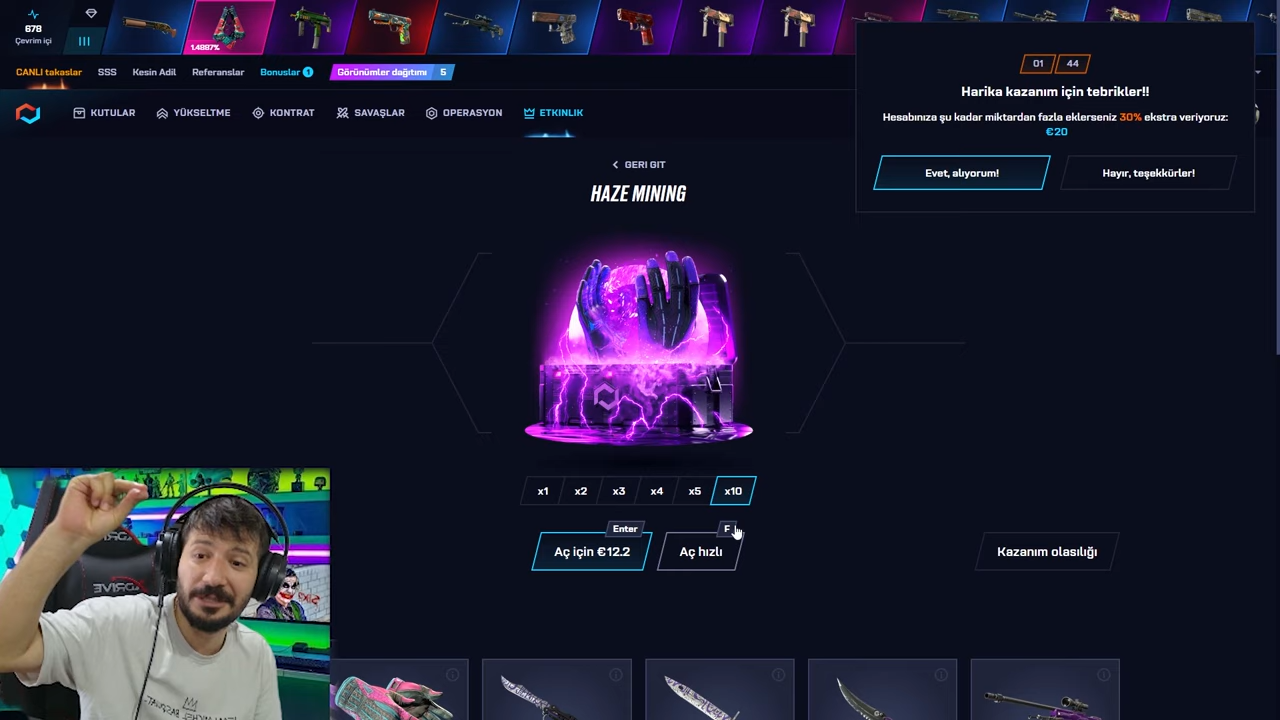 678
Çevrim içi
1.4887%
CANLI takaslar
SSS
Kesin Adil
Referanslar
Bonuslar 1
Görünümler dağıtımı 5
KUTULAR
YÜKSELTME
KONTRAT
SAVAŞLAR
OPERASYON
ETKINLIK
01 44
Harika kazanım için tebrikler!!
Hesabınıza şu kadar miktardan fazla eklerseniz 30% ekstra veriyoruz:
€20
Evet, alıyorum!
Hayır, teşekkürler!
GERI GIT
HAZE MINING
x1
x2
x3
x4
x5
x10
Enter
F
Aç için €12.2
Aç hızlı
Kazanım olasılığı